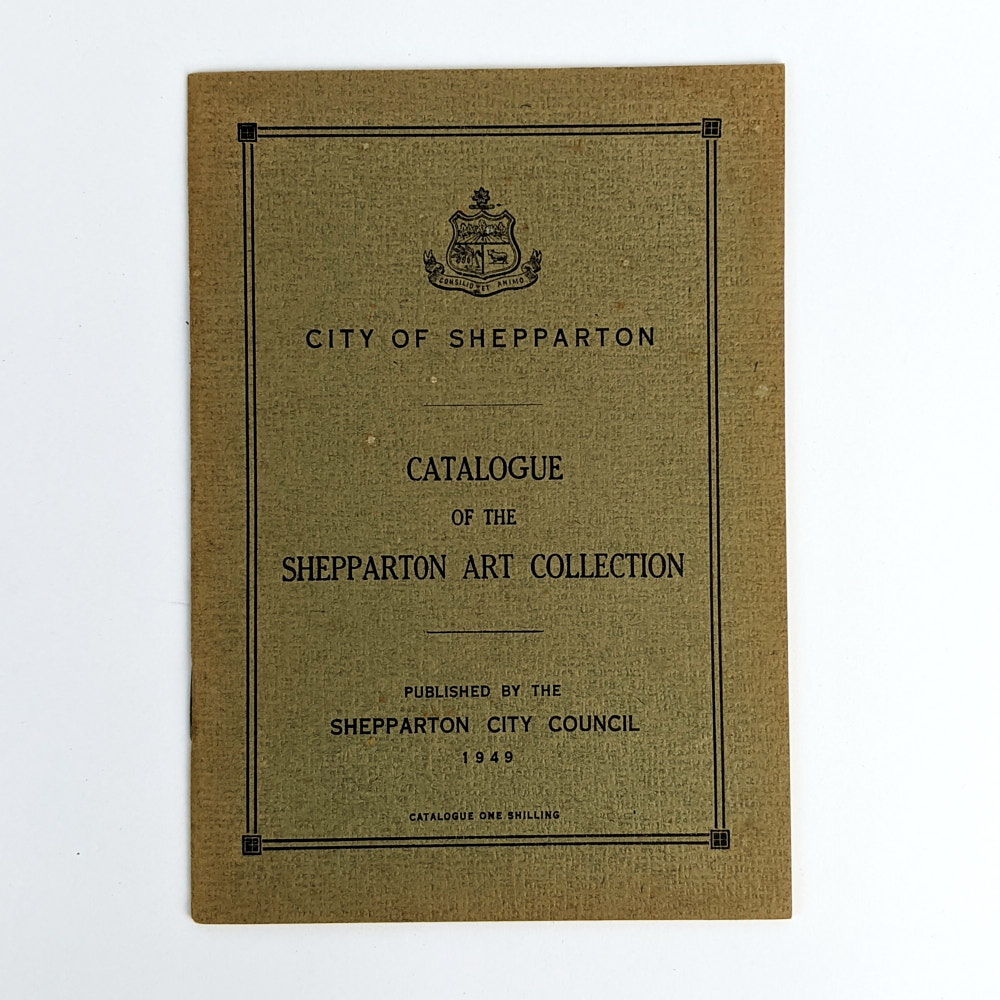 CONSILIO ET ANIMO
CITY OF SHEPPARTON
CATALOGUE
OF THE
SHEPPARTON ART COLLECTION
PUBLISHED BY THE
SHEPPARTON CITY COUNCIL
1949
CATALOGUE ONE SHILLING